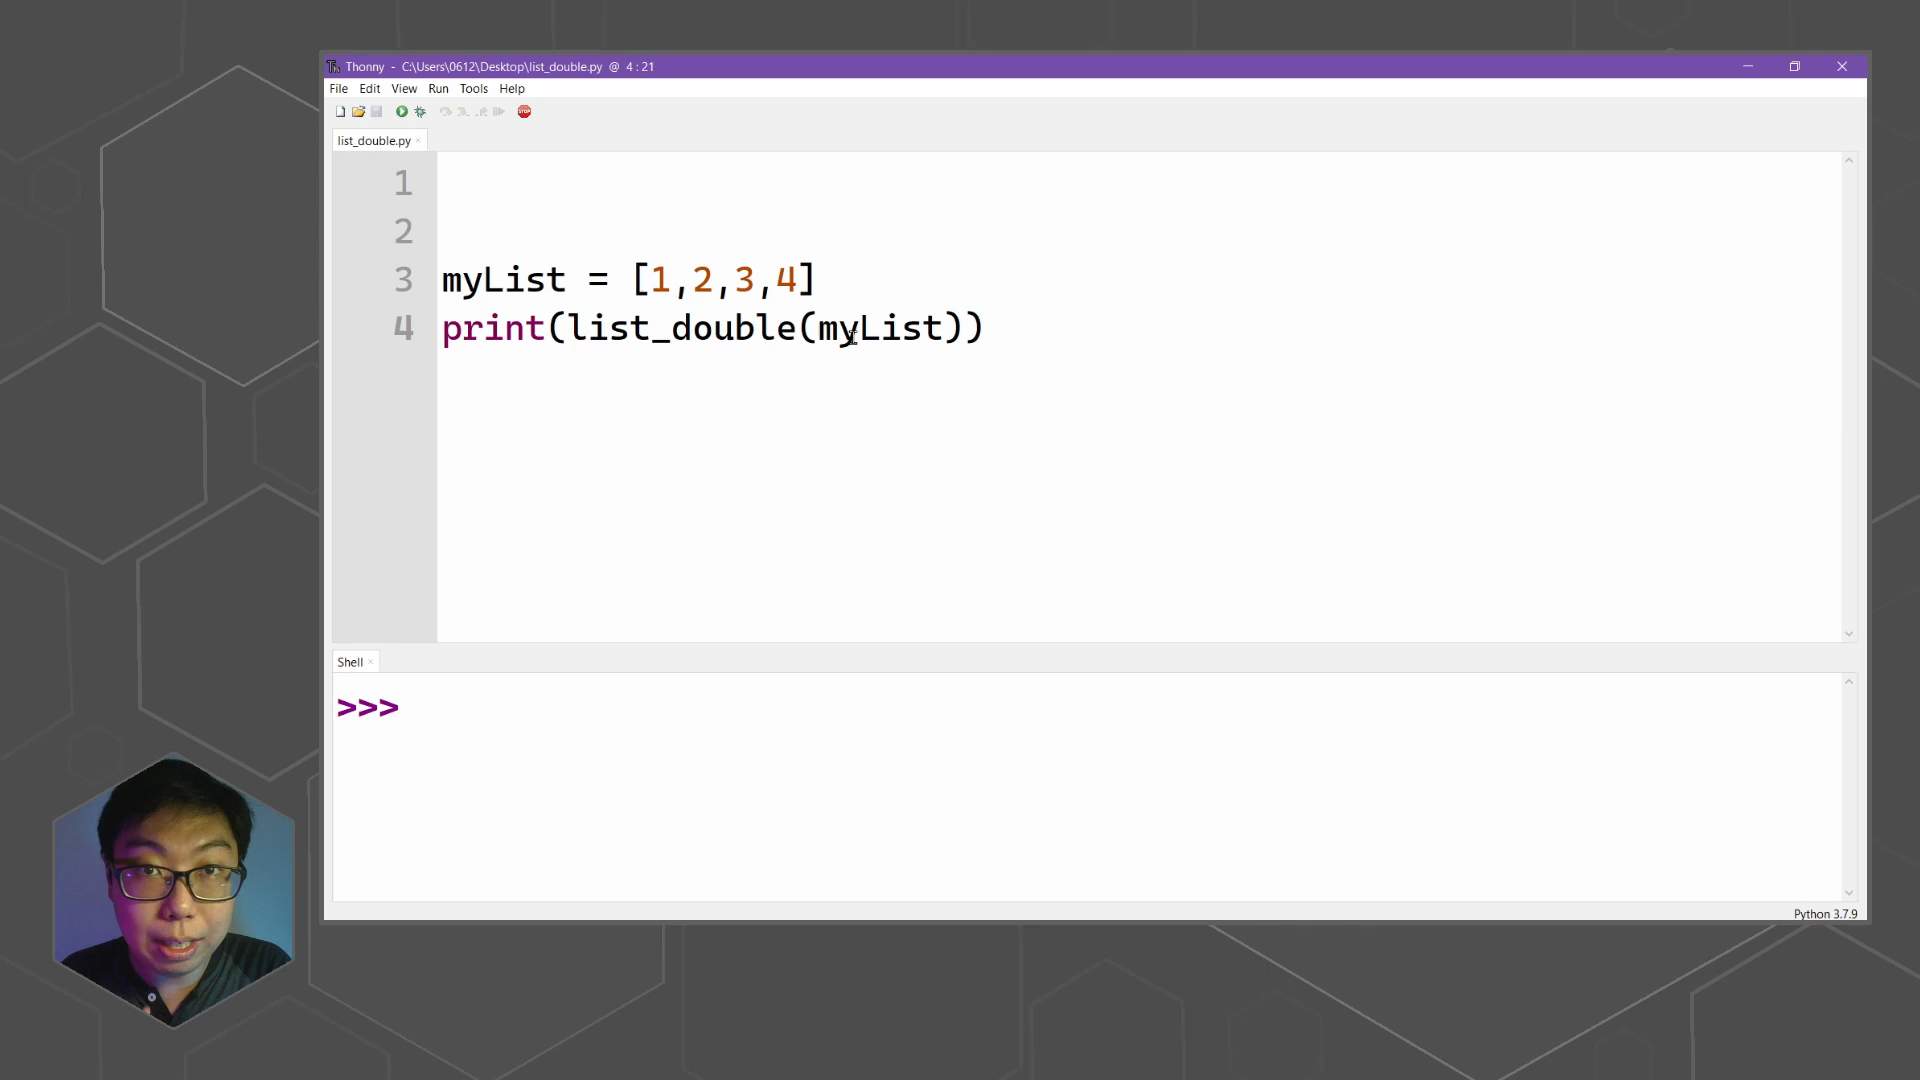 Thonny - C:\Users\0612\Desktop\list_double.py @ 4 : 21
File Edit View Run Tools Help
STOP
list_double.py ×
1
2
3 myList = [1,2,3,4]
4 print(list_double(myList))
Shell ×
>>>
Python 3.7.9